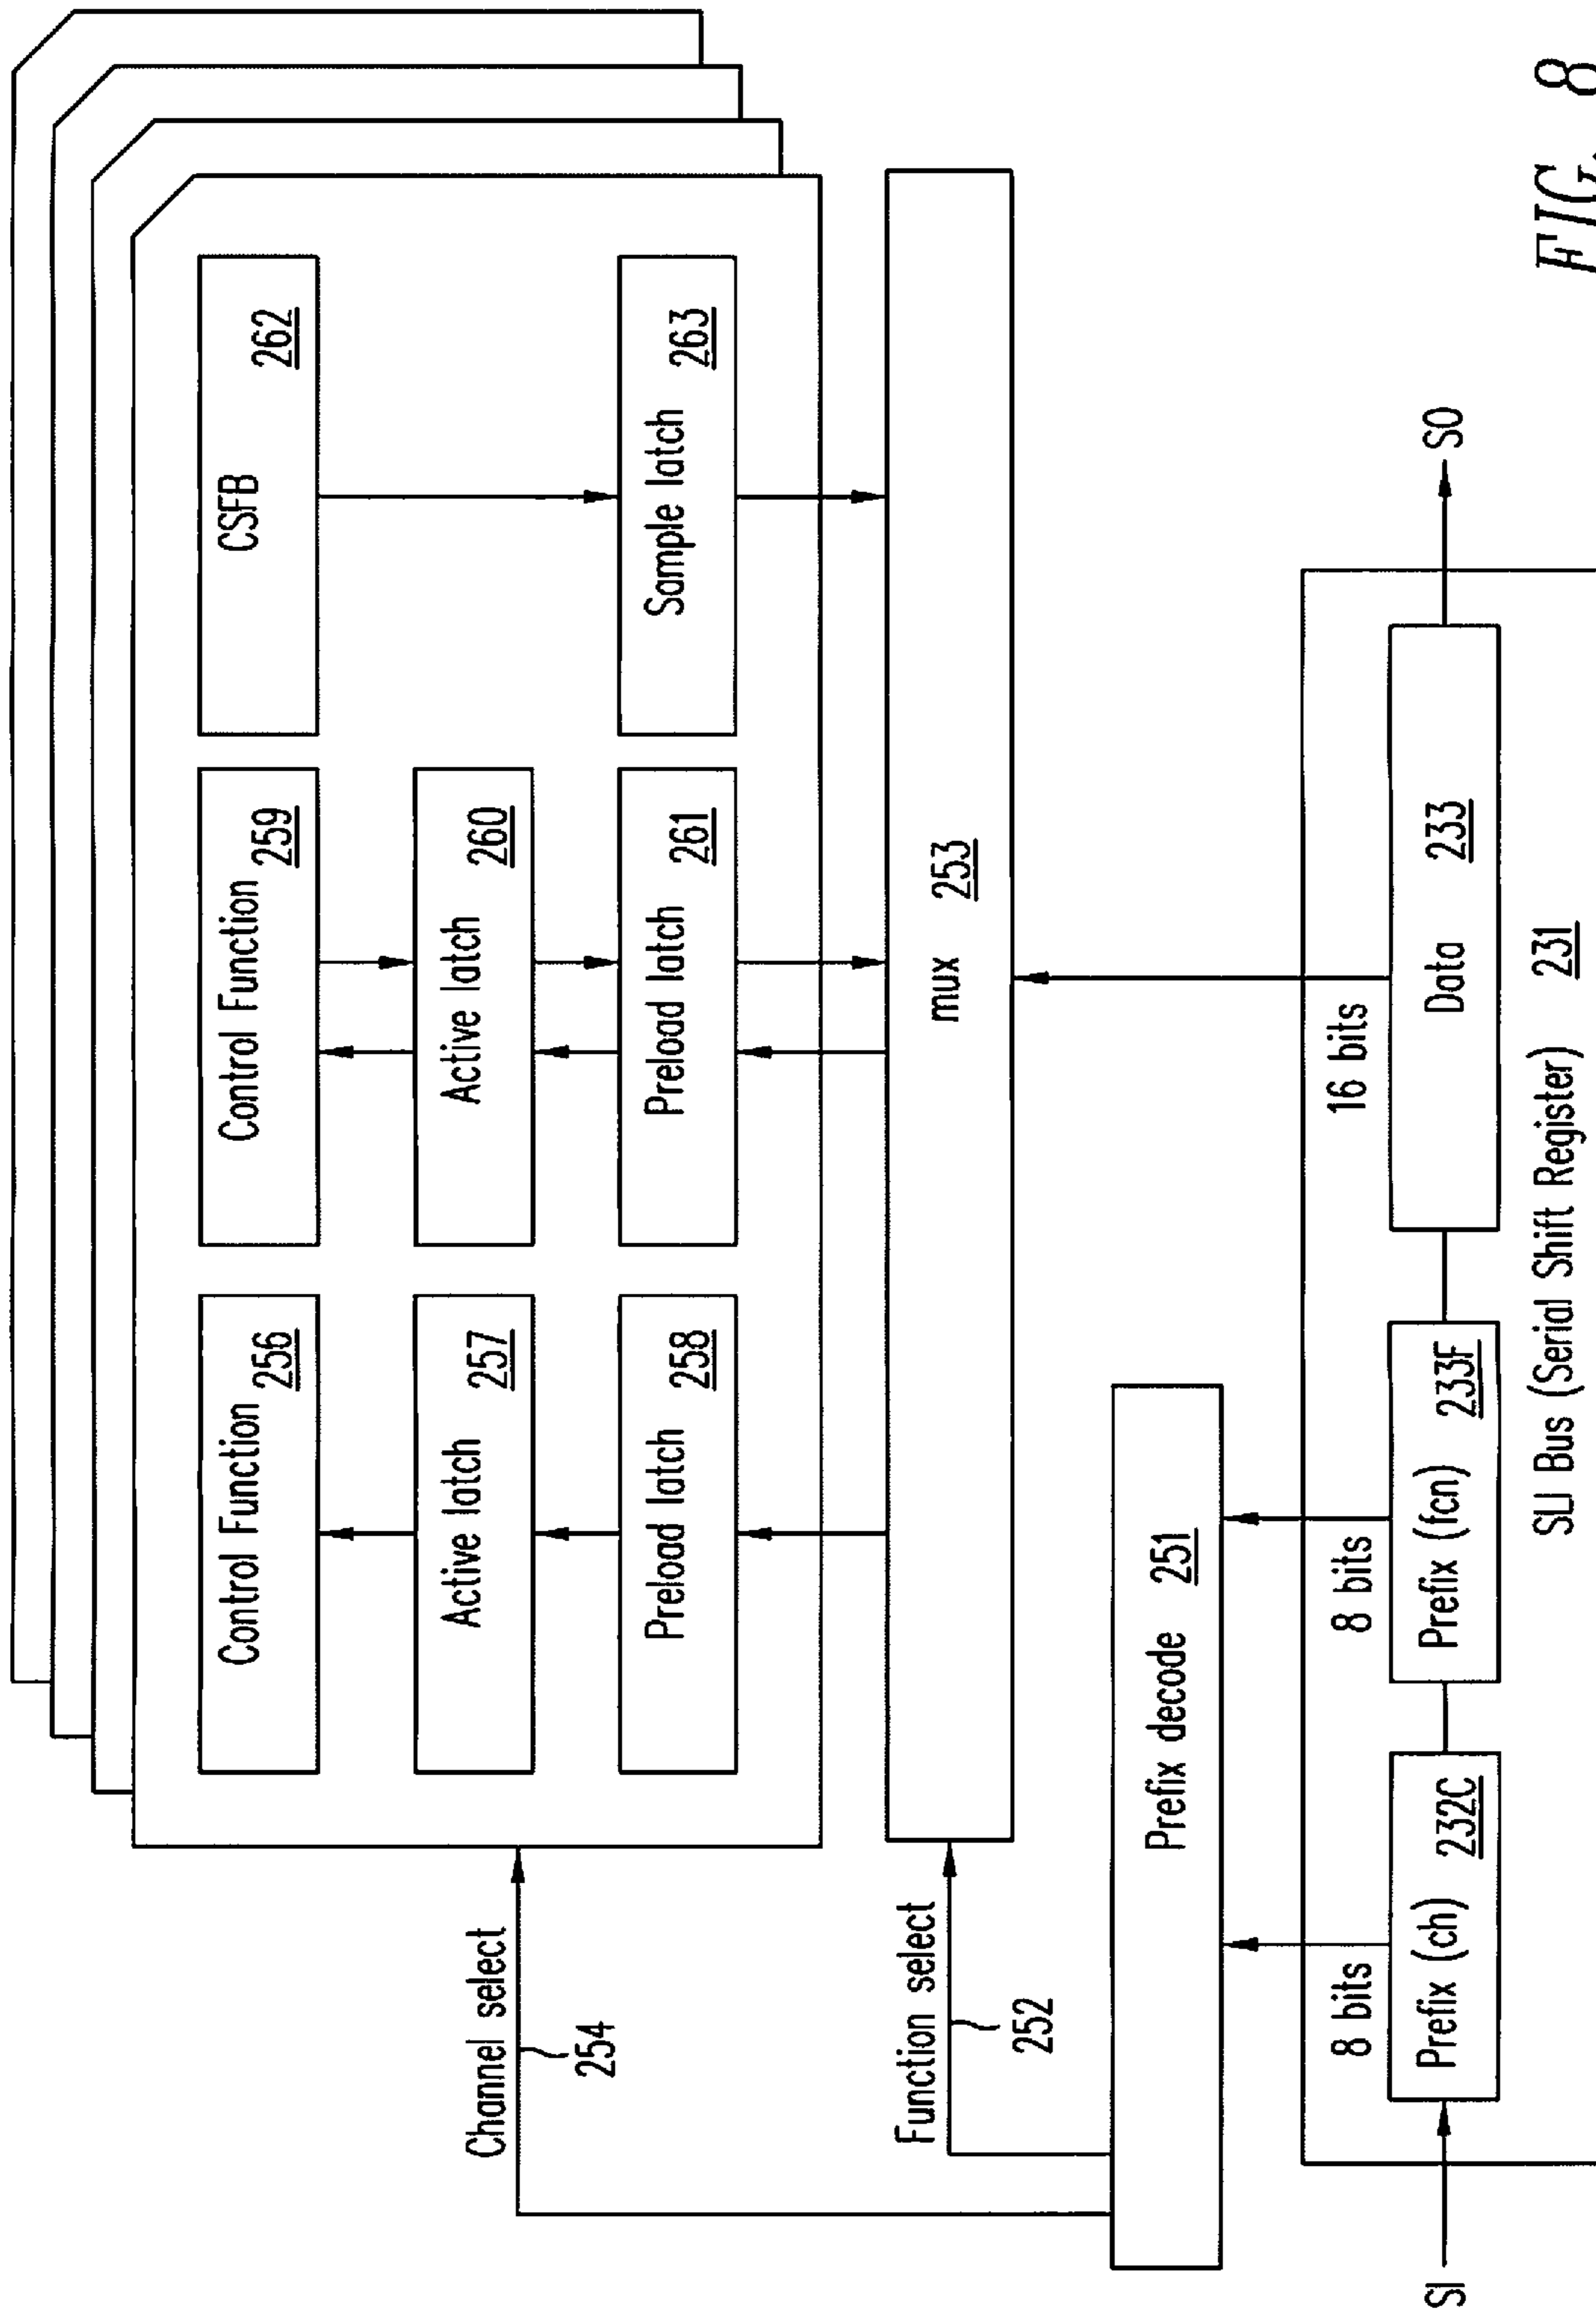 Control Function 256
Control Function 259
CSFB 262
Active latch 257
Active latch 260
Preload latch 258
Preload latch 261
Sample latch 263
Channel select
254
Function select
252
mux 253
Prefix decode 251
8 bits
8 bits
16 bits
SI
Prefix (ch) 232C
Prefix (fcn) 233F
Data 233
SO
SLI Bus (Serial Shift Register) 231
FIG. 8